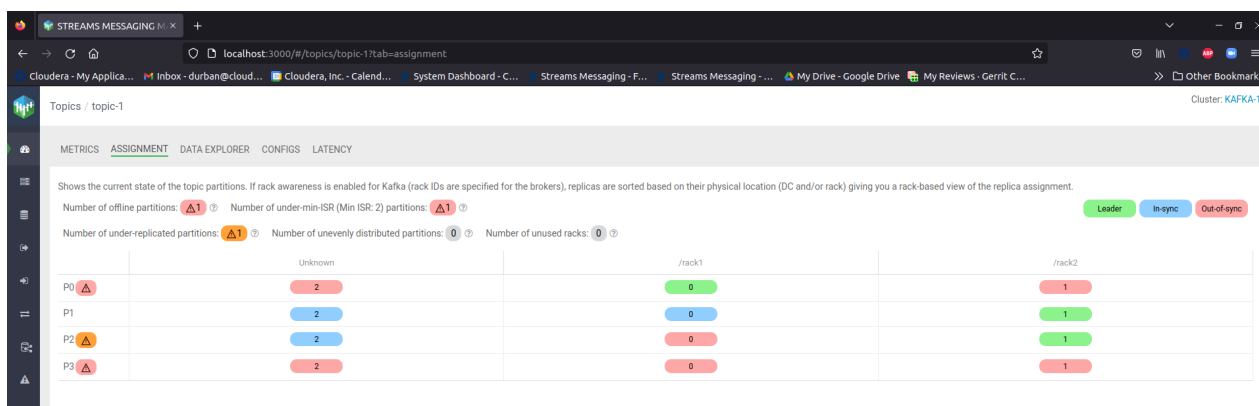 STREAMS MESSAGING M
localhost:3000/#/topics/topic-1?tab=assignment
ABP
Cloudera - My Applica… Inbox - durban@cloud… Cloudera, Inc. - Calend… System Dashboard - C… Streams Messaging - F… Streams Messaging - … My Drive - Google Drive My Reviews · Gerrit C… Other Bookmark
Topics / topic-1 Cluster: KAFKA-1
METRICS ASSIGNMENT DATA EXPLORER CONFIGS LATENCY
Shows the current state of the topic partitions. If rack awareness is enabled for Kafka (rack IDs are specified for the brokers), replicas are sorted based on their physical location (DC and/or rack) giving you a rack-based view of the replica assignment.
Number of offline partitions: 1 Number of under-min-ISR (Min ISR: 2) partitions: 1 Leader In-sync Out-of-sync
Number of under-replicated partitions: 1 Number of unevenly distributed partitions: 0 Number of unused racks: 0
Unknown /rack1 /rack2
P0 2 0 1
P1 2 0 1
P2 2 0 1
P3 2 0 1